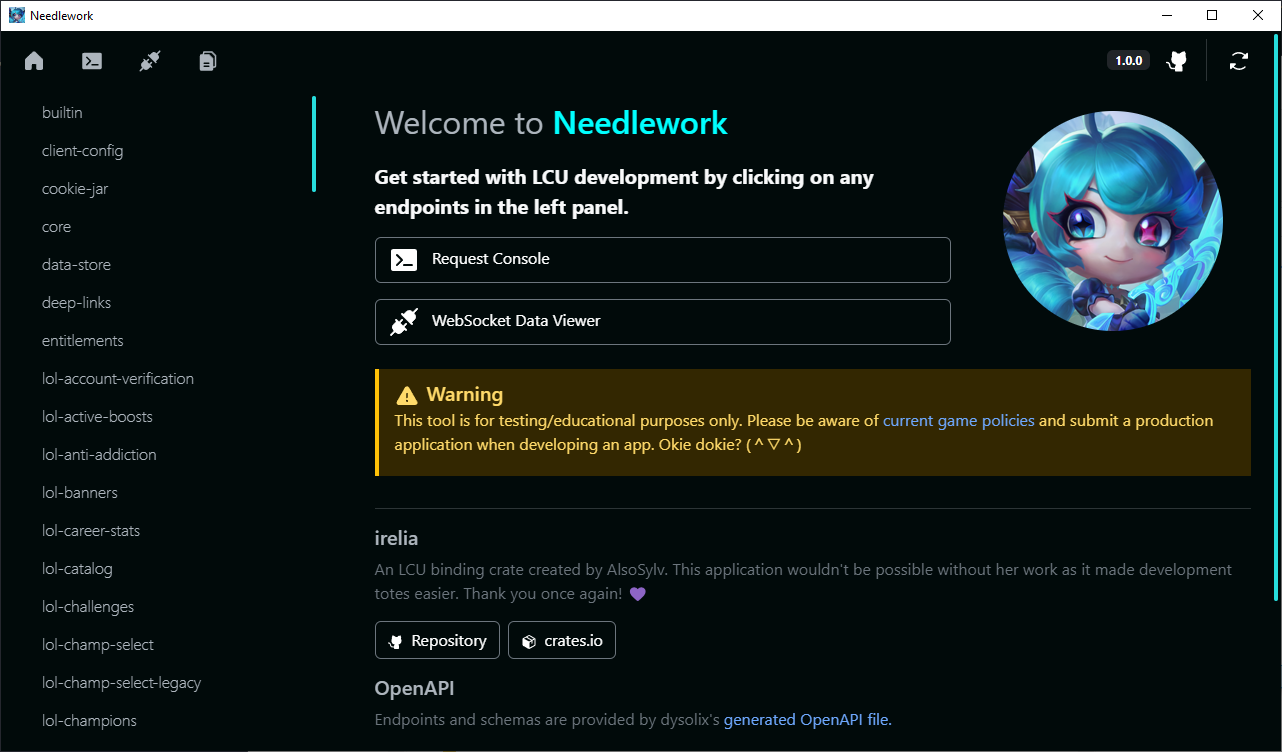 Needlework
1.0.0
builtin
client-config
cookie-jar
core
data-store
deep-links
entitlements
lol-account-verification
lol-active-boosts
lol-anti-addiction
lol-banners
lol-career-stats
lol-catalog
lol-challenges
lol-champ-select
lol-champ-select-legacy
lol-champions
Welcome to Needlework
Get started with LCU development by clicking on any
endpoints in the left panel.
Request Console
WebSocket Data Viewer
Warning
This tool is for testing/educational purposes only. Please be aware of current game policies and submit a production
application when developing an app. Okie dokie? ( ^ ▽ ^ )
irelia
An LCU binding crate created by AlsoSylv. This application wouldn't be possible without her work as it made development
totes easier. Thank you once again! 💜
Repository
crates.io
OpenAPI
Endpoints and schemas are provided by dysolix's generated OpenAPI file.